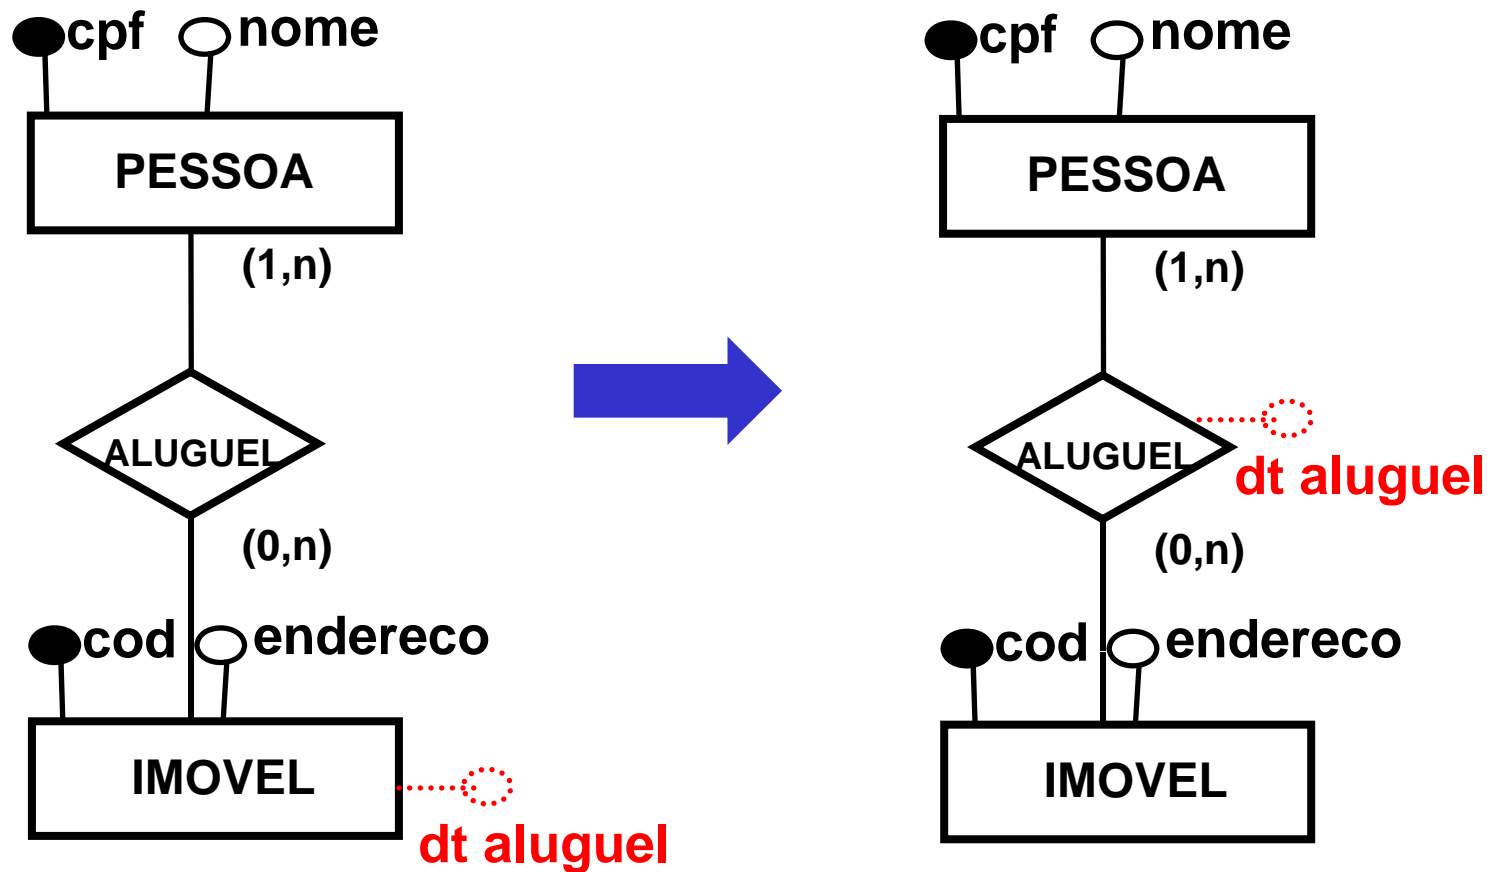 cpf nome
PESSOA
(1,n)
ALUGUEL
(0,n)
cod endereco
IMOVEL
dt aluguel
cpf nome
PESSOA
(1,n)
ALUGUEL
dt aluguel
(0,n)
cod endereco
IMOVEL